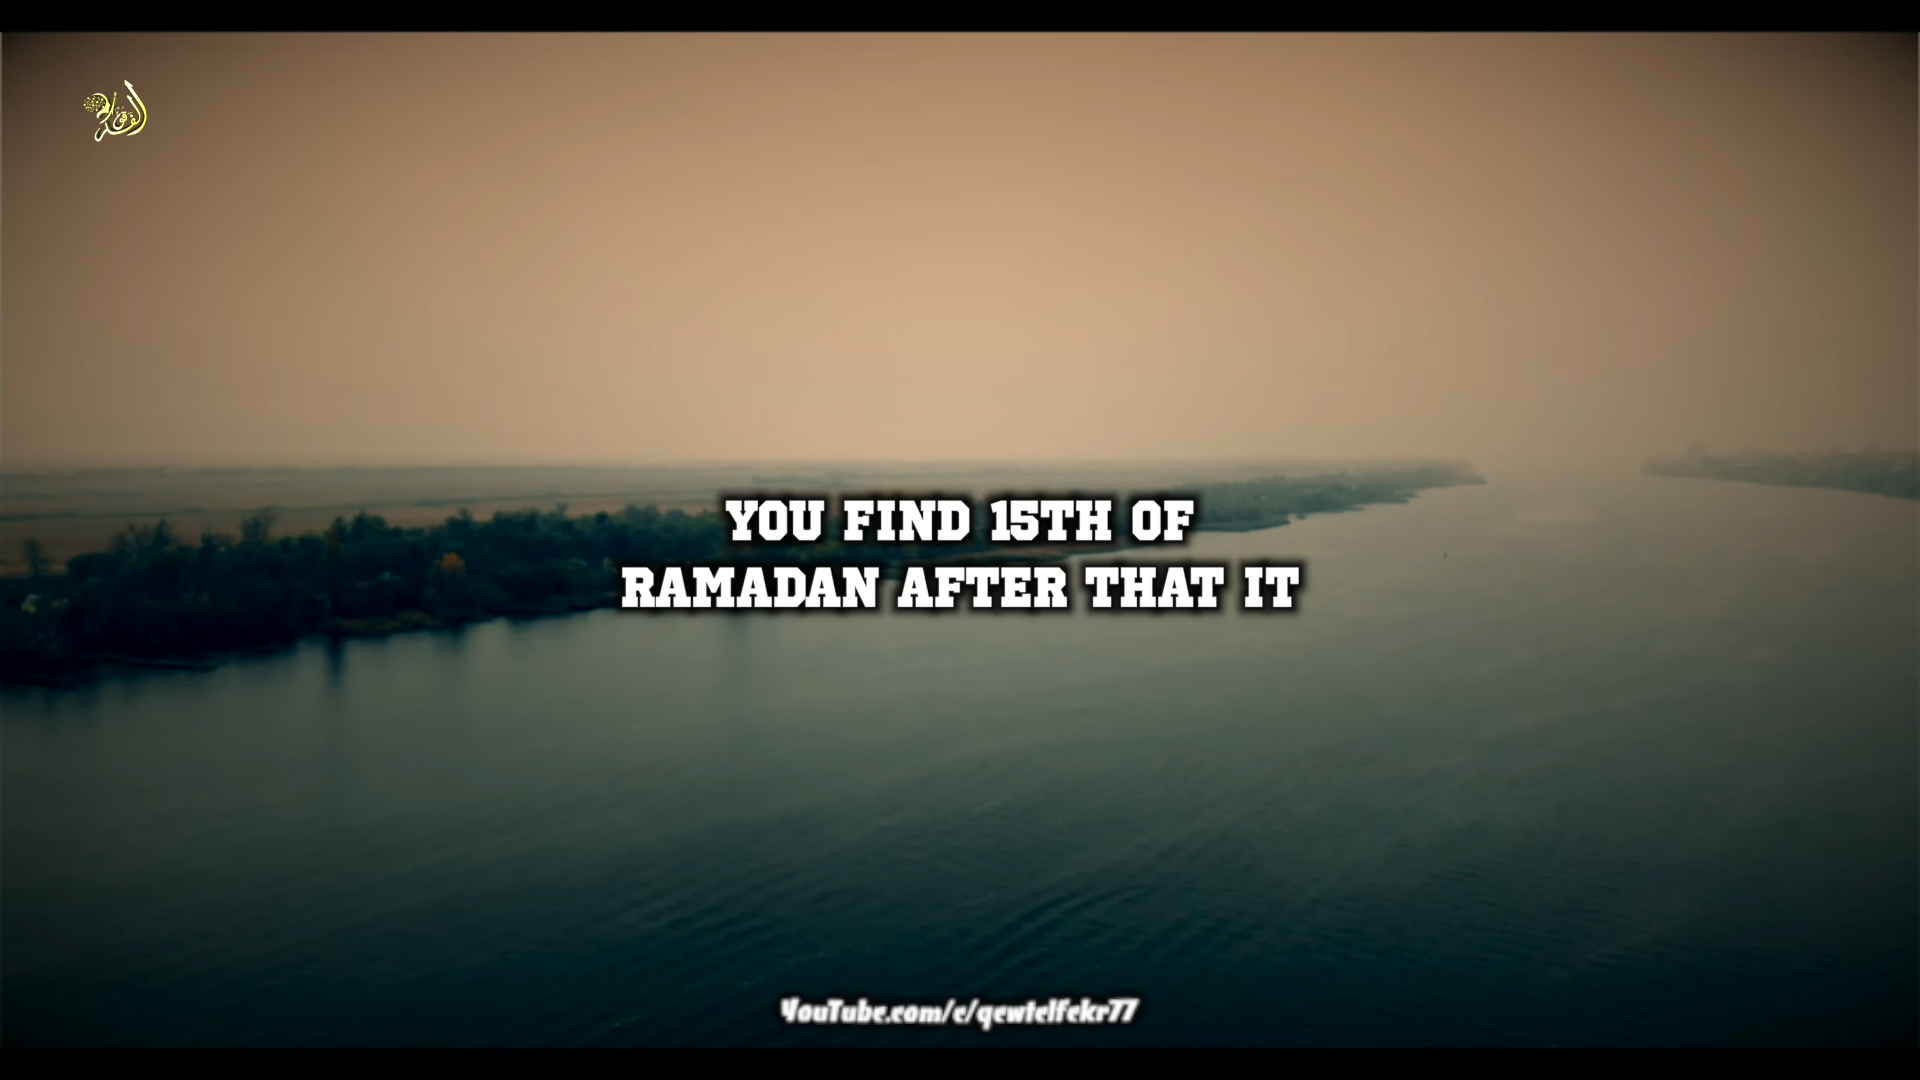 YOU FIND 15TH OF
RAMADAN AFTER THAT IT
YouTube.com/c/qewtelfekr77